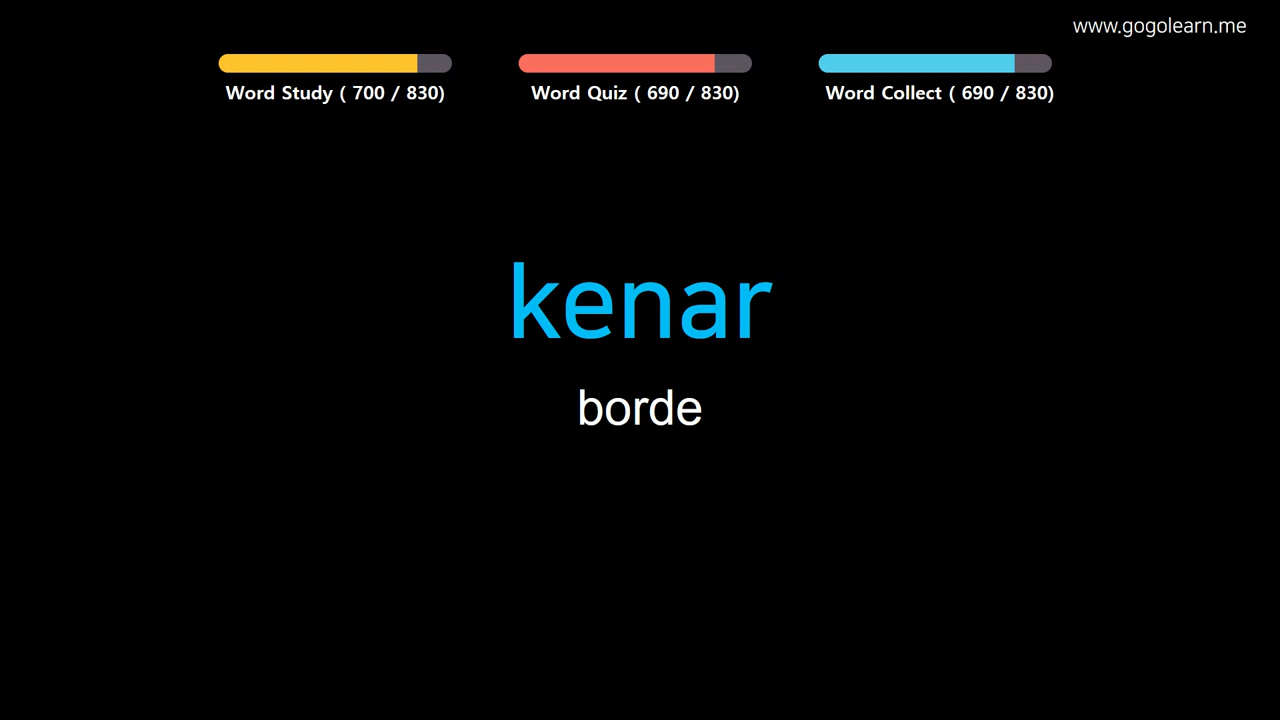 www.gogolearn.me
Word Study ( 700 / 830)
Word Quiz ( 690 / 830)
Word Collect ( 690 / 830)
kenar
borde